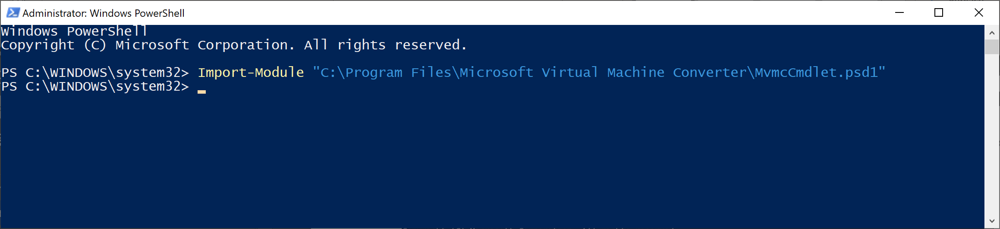 Administrator: Windows PowerShell
Windows PowerShell
Copyright (C) Microsoft Corporation. All rights reserved.
PS C:\WINDOWS\system32> Import-Module "C:\Program Files\Microsoft Virtual Machine Converter\MvmcCmdlet.psd1"
PS C:\WINDOWS\system32>